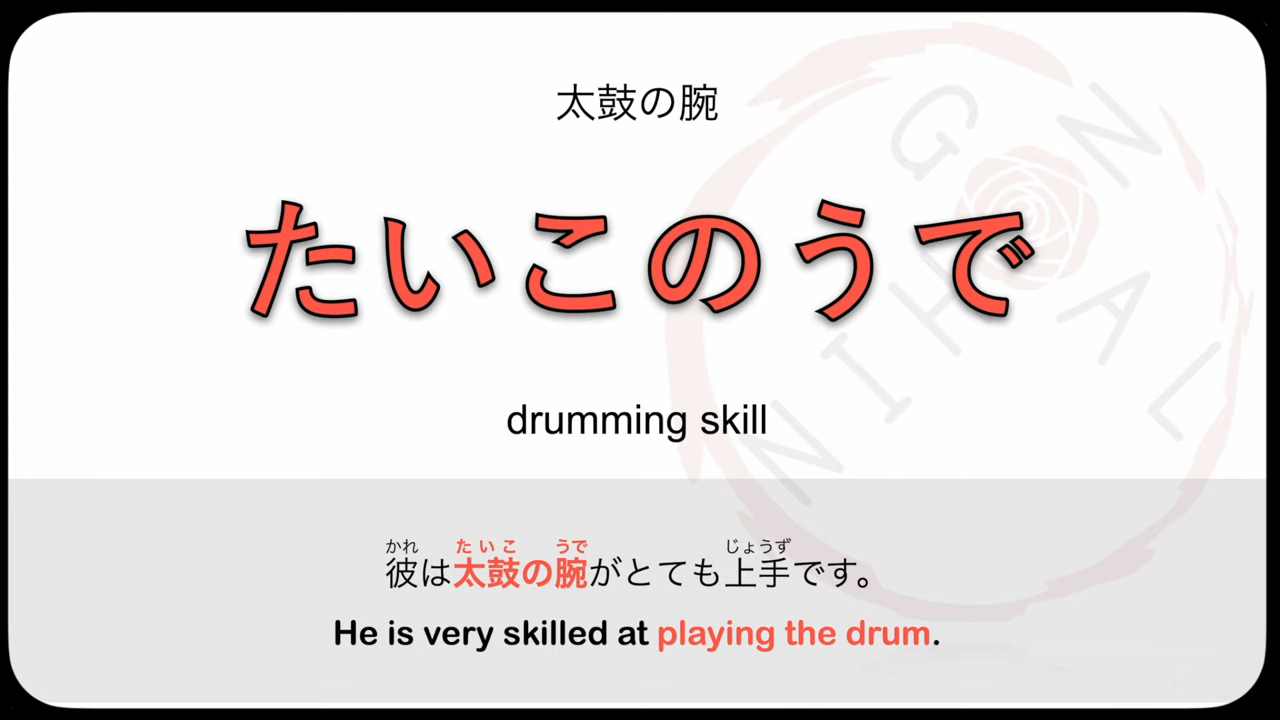 太鼓の腕
たいこのうで
drumming skill
かれ たいこ うで じょうず
彼は太鼓の腕がとても上手です。
He is very skilled at playing the drum.
NIHONGAL